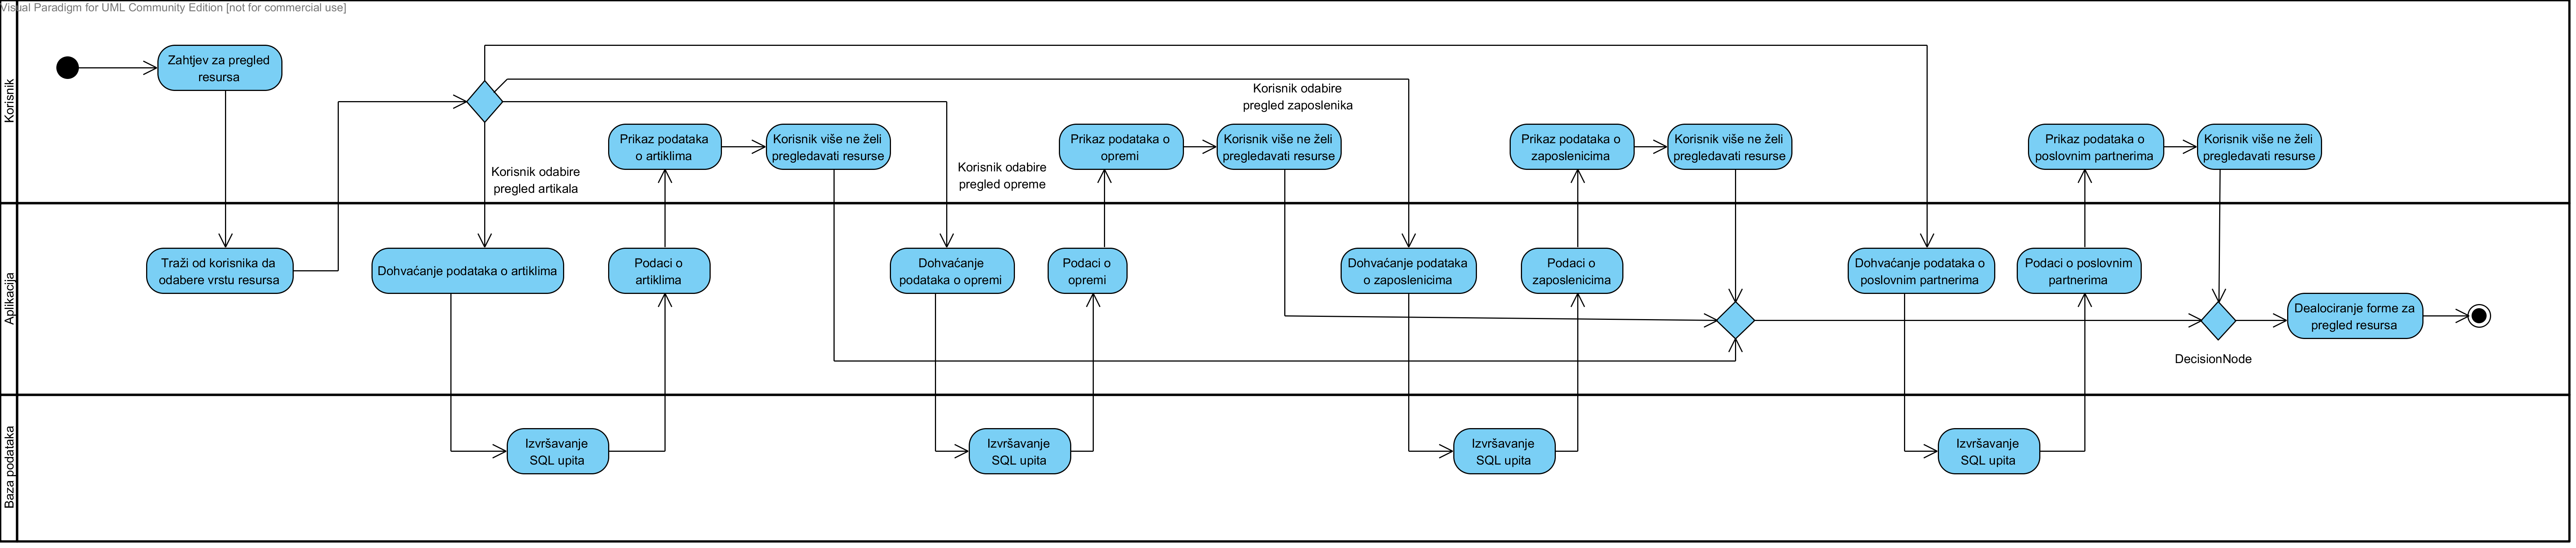 Visual Paradigm for UML Community Edition [not for commercial use]
Korisnik
Zahtjev za pregled
resursa
Korisnik odabire
pregled artikala
Prikaz podataka
o artiklima
Korisnik više ne želi
pregledavati resurse
Korisnik odabire
pregled opreme
Prikaz podataka o
opremi
Korisnik više ne želi
pregledavati resurse
Korisnik odabire
pregled zaposlenika
Prikaz podataka o
zaposlenicima
Korisnik više ne želi
pregledavati resurse
Prikaz podataka o
poslovnim partnerima
Korisnik više ne želi
pregledavati resurse
Aplikacija
Traži od korisnika da
odabere vrstu resursa
Dohvaćanje podataka o artiklima
Podaci o
artiklima
Dohvaćanje
podataka o opremi
Podaci o
opremi
Dohvaćanje podataka
o zaposlenicima
Podaci o
zaposlenicima
Dohvaćanje podataka o
poslovnim partnerima
Podaci o poslovnim
partnerima
DecisionNode
Dealociranje forme za
pregled resursa
Baza podataka
Izvršavanje
SQL upita
Izvršavanje
SQL upita
Izvršavanje
SQL upita
Izvršavanje
SQL upita